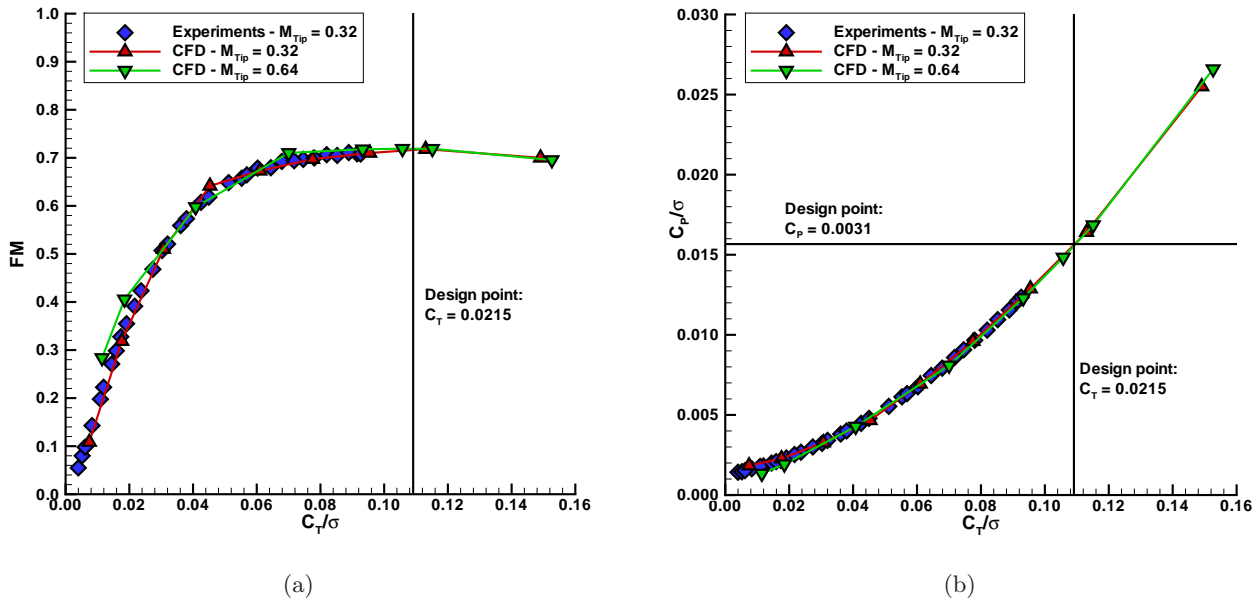 Experiments - M_Tip = 0.32
CFD - M_Tip = 0.32
CFD - M_Tip = 0.64
1.0
0.9
0.8
0.7
0.6
0.5
0.4
0.3
0.2
0.1
0.0
FM
Design point:
C_T = 0.0215
0.00 0.02 0.04 0.06 0.08 0.10 0.12 0.14 0.16
C_T/σ
(a)
Experiments - M_Tip = 0.32
CFD - M_Tip = 0.32
CFD - M_Tip = 0.64
0.030
0.025
0.020
0.015
0.010
0.005
0.000
C_P/σ
Design point:
C_P = 0.0031
Design point:
C_T = 0.0215
0.00 0.02 0.04 0.06 0.08 0.10 0.12 0.14 0.16
C_T/σ
(b)